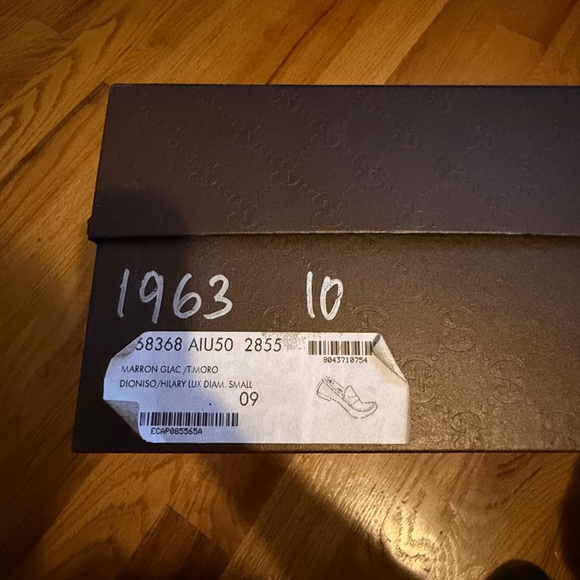 1963 10
68368 AIU50 2855
8043710754
MARRON GLAC /T.MORO
DIONISO/HILARY LUX DIAM. SMALL
09
ECAP085565A